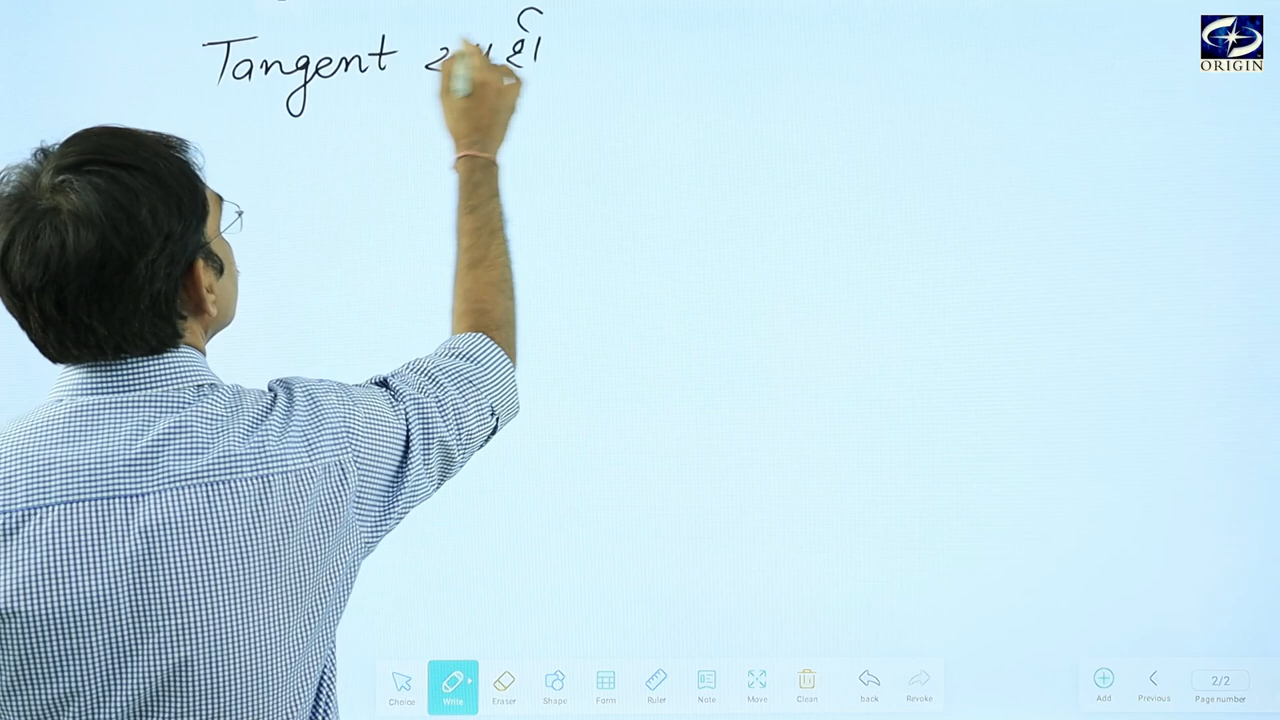 Tangent
ORIGIN
Choice
Write
Eraser
Shape
Form
Ruler
Note
Move
Clean
back
Revoke
Add
Previous
2/2
Page number